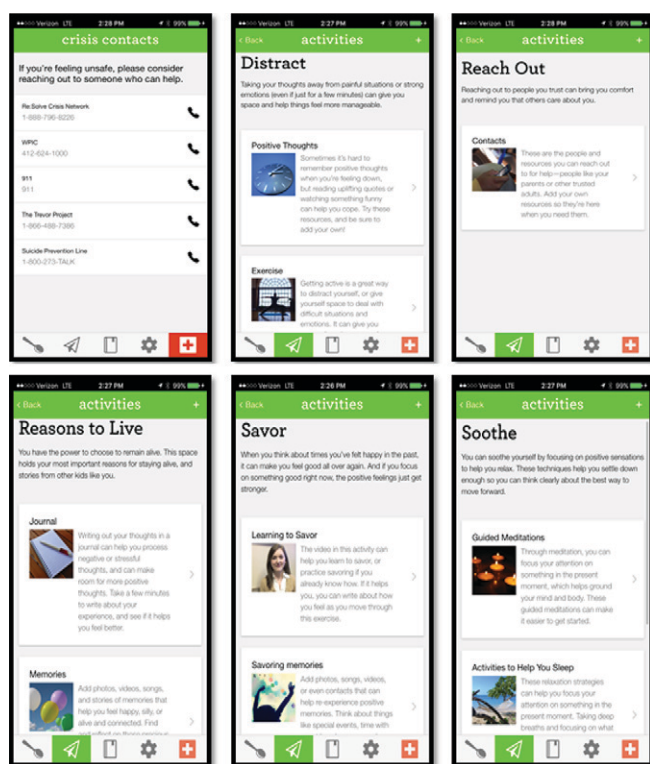 ●●○○○ Verizon LTE 2:28 PM 99%
crisis contacts
If you're feeling unsafe, please consider
reaching out to someone who can help.
Re:Solve Crisis Network
1-888-796-8226
WPIC
412-624-1000
911
911
The Trevor Project
1-866-488-7386
Suicide Prevention Line
1-800-273-TALK
●●○○○ Verizon LTE 2:27 PM 99%
< Back activities +
Distract
Taking your thoughts away from painful situations or strong
emotions (even if just for a few minutes) can give you
space and help things feel more manageable.
Positive Thoughts
Sometimes it's hard to
remember positive thoughts
when you're feeling down,
but reading uplifting quotes or
watching something funny
can help you cope. Try these
resources, and be sure to
add your own!
Exercise
Getting active is a great way
to distract yourself, or give
yourself space to deal with
difficult situations and
emotions. It can give you
●●○○○ Verizon LTE 2:28 PM 99%
< Back activities +
Reach Out
Reaching out to people you trust can bring you comfort
and remind you that others care about you.
Contacts
These are the people and
resources you can reach out
to for help—people like your
parents or other trusted
adults. Add your own
resources so they're here
when you need them.
●●○○○ Verizon LTE 2:27 PM 99%
< Back activities +
Reasons to Live
You have the power to choose to remain alive. This space
holds your most important reasons for staying alive, and
stories from other kids like you.
Journal
Writing out your thoughts in a
journal can help you process
negative or stressful
thoughts, and can make
room for more positive
thoughts. Take a few minutes
to write about your
experience, and see if it helps
you feel better.
Memories
Add photos, videos, songs,
and stories of memories that
help you feel happy, silly, or
alive and connected. Find
and reflect on those precious
●●○○○ Verizon LTE 2:26 PM 99%
< Back activities +
Savor
When you think about times you've felt happy in the past,
it can make you feel good all over again. And if you focus
on something good right now, the positive feelings just get
stronger.
Learning to Savor
The video in this activity can
help you learn to savor, or
practice savoring if you
already know how. If it helps
you, you can write about how
you feel as you move through
this exercise.
Savoring memories
Add photos, songs, videos,
or even contacts that can
help re-experience positive
memories. Think about things
like special events, time with
●●○○○ Verizon LTE 2:27 PM 99%
< Back activities +
Soothe
You can soothe yourself by focusing on positive sensations
to help you relax. These techniques help you settle down
enough so you can think clearly about the best way to
move forward.
Guided Meditations
Through meditation, you can
focus your attention on
something in the present
moment, which helps ground
your mind and body. These
guided meditations can make
it easier to get started.
Activities to Help You Sleep
These relaxation strategies
can help you focus your
attention on something in the
present moment. Taking deep
breaths and focusing on what